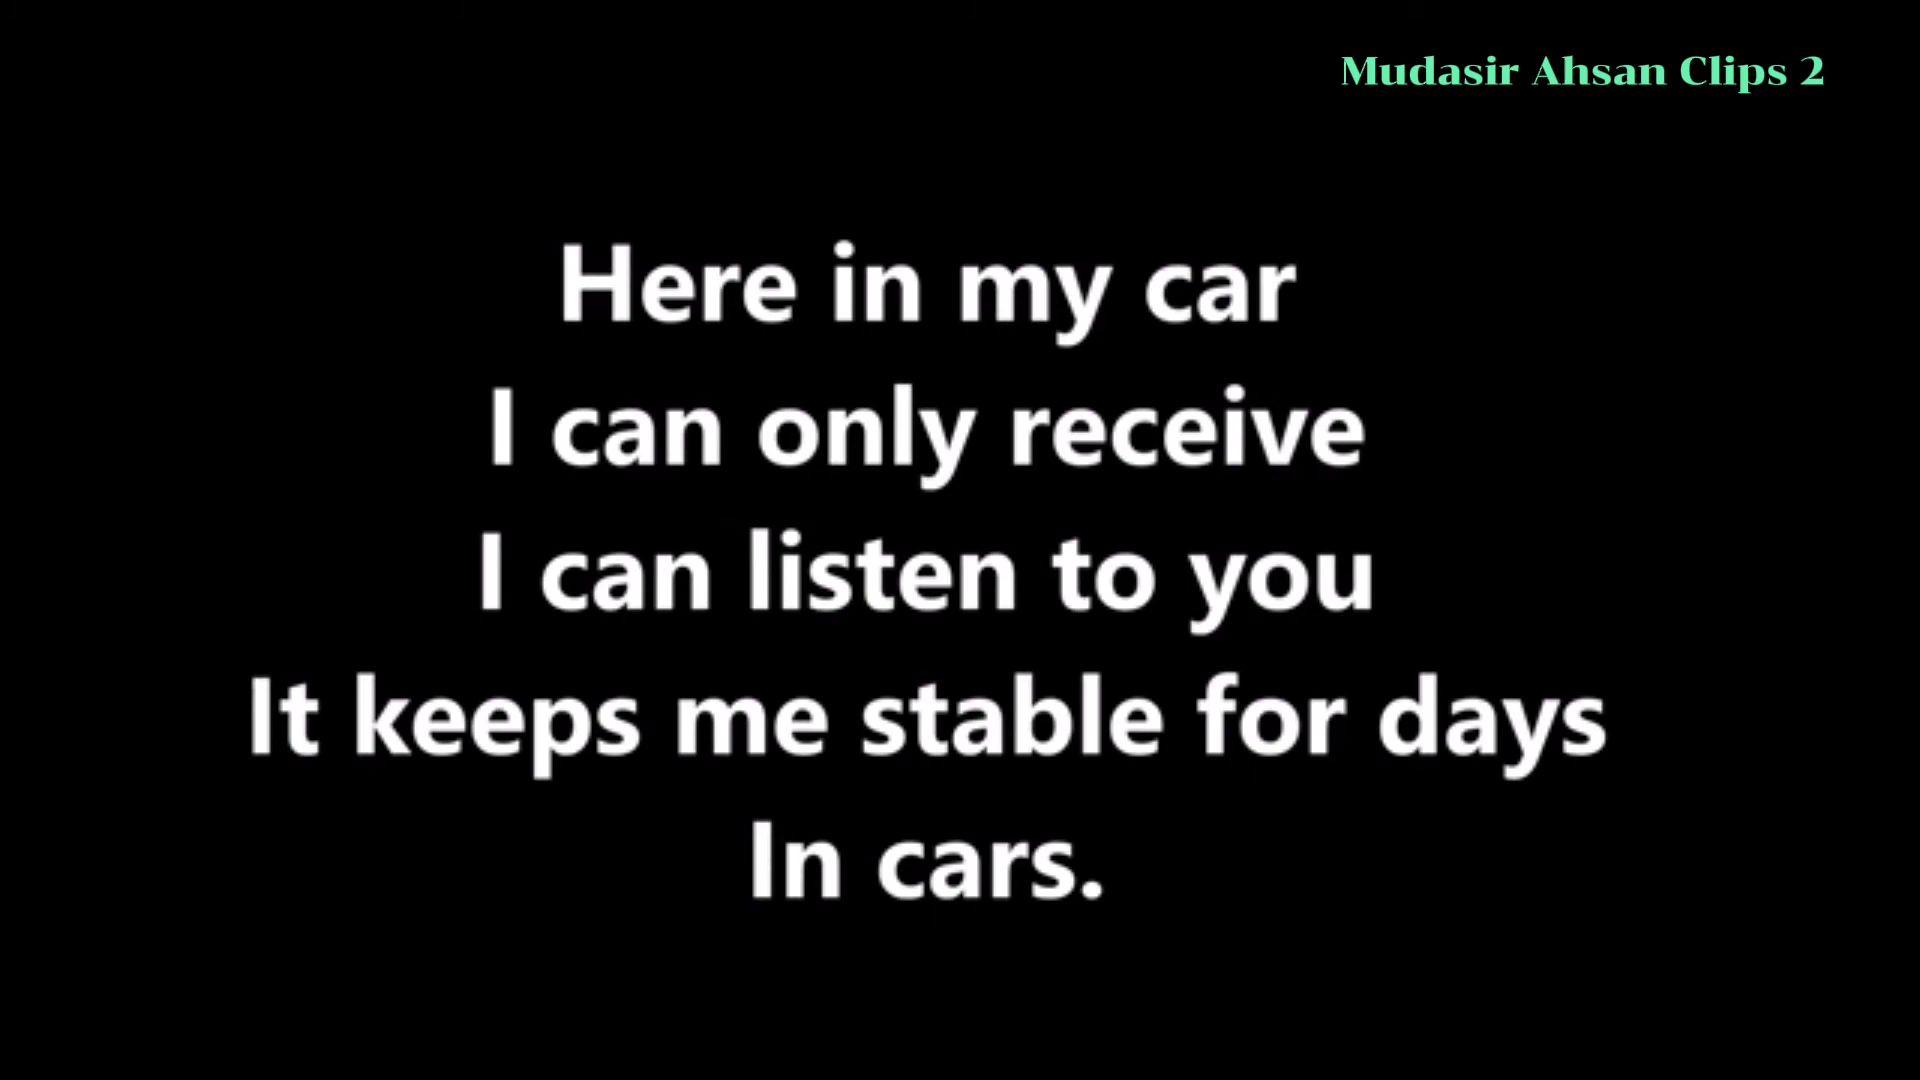 Mudasir Ahsan Clips 2
Here in my car
I can only receive
I can listen to you
It keeps me stable for days
In cars.